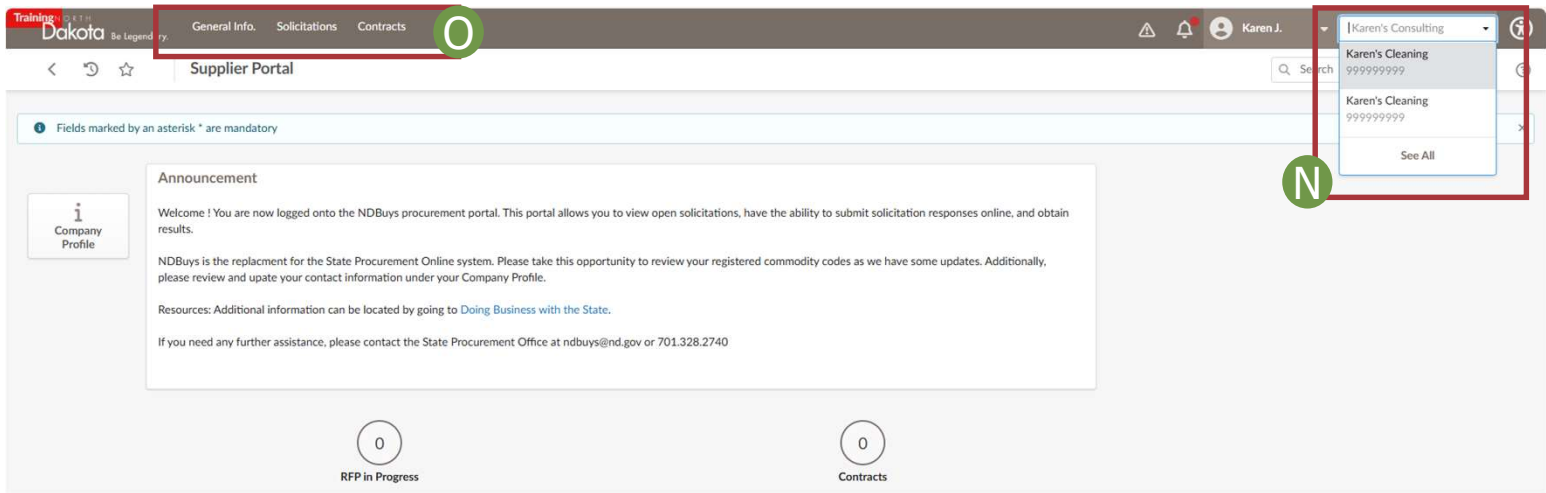 Training
NORTH
Dakota Be Legendary.
General Info. Solicitations Contracts
O
Karen J.
Karen's Consulting
Supplier Portal
Search
Karen's Cleaning
999999999
Karen's Cleaning
999999999
See All
N
Fields marked by an asterisk * are mandatory
Company
Profile
Announcement
Welcome ! You are now logged onto the NDBuys procurement portal. This portal allows you to view open solicitations, have the ability to submit solicitation responses online, and obtain
results.
NDBuys is the replacment for the State Procurement Online system. Please take this opportunity to review your registered commodity codes as we have some updates. Additionally,
please review and upate your contact information under your Company Profile.
Resources: Additional information can be located by going to Doing Business with the State.
If you need any further assistance, please contact the State Procurement Office at ndbuys@nd.gov or 701.328.2740
0
RFP in Progress
0
Contracts